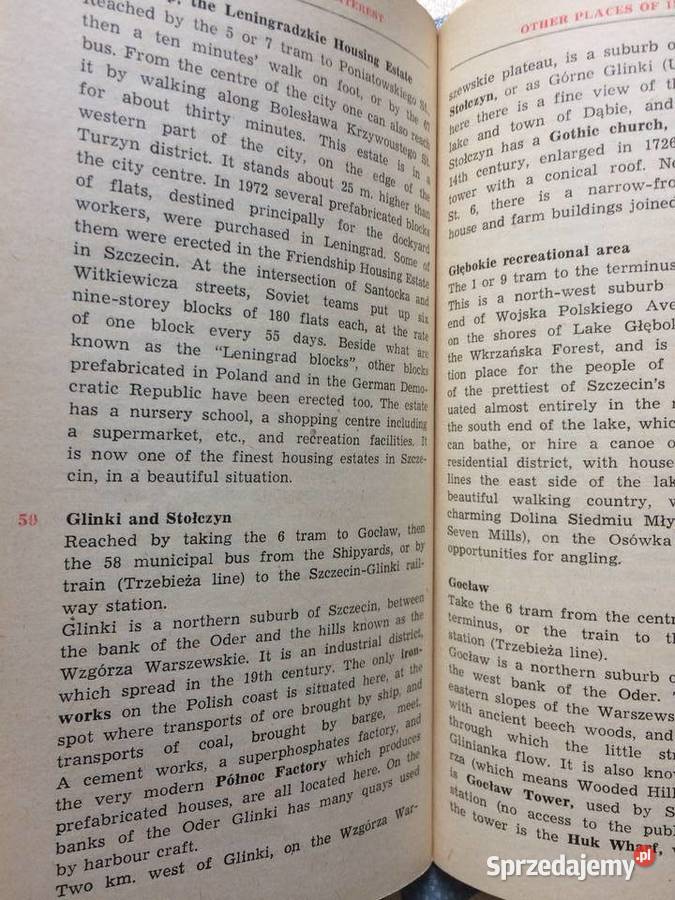 INTEREST
the Leningradzkie Housing Estate
Reached by the 5 or 7 tram to Poniatowskiego St.
then a ten minutes' walk on foot, or by the 67
bus. From the centre of the city one can also reach
it by walking along Bolesława Krzywoustego St.
for about thirty minutes. This estate is in a
western part of the city, on the edge of the
Turzyn district. It stands about 25 m. higher than
the city centre. In 1972 several prefabricated blocks
of flats, destined principally for the dockyard
workers, were purchased in Leningrad. Some of
them were erected in the Friendship Housing Estate
in Szczecin. At the intersection of Santocka and
Witkiewicza streets, Soviet teams put up six
nine-storey blocks of 180 flats each, at the rate
of one block every 55 days. Beside what are
known as the "Leningrad blocks", other blocks
prefabricated in Poland and in the German Demo-
cratic Republic have been erected too. The estate
has a nursery school, a shopping centre including
a supermarket, etc., and recreation facilities. It
is now one of the finest housing estates in Szcze-
cin, in a beautiful situation.
59 Glinki and Stołczyn
Reached by taking the 6 tram to Gocław, then
the 58 municipal bus from the Shipyards, or by
train (Trzebieża line) to the Szczecin-Glinki rail-
way station.
Glinki is a northern suburb of Szczecin, between
the bank of the Oder and the hills known as the
Wzgórza Warszewskie. It is an industrial district,
which spread in the 19th century. The only iron-
works on the Polish coast is situated here, at the
spot where transports of ore brought by ship, and
transports of coal, brought by barge, meet.
A cement works, a superphosphates factory, and
the very modern Północ Factory which produces
prefabricated houses, are all located here. On the
banks of the Oder Glinki has many quays used
by harbour craft.
Two km. west of Glinki, on the Wzgórza War-
OTHER PLACES OF I
szewskie plateau, is a suburb o
Stołczyn, or as Górne Glinki (U
here there is a fine view of th
lake and town of Dąbie, and
Stołczyn has a Gothic church,
14th century, enlarged in 1726
tower with a conical roof. Ne
St. 6, there is a narrow-fro
house and farm buildings joined
Głębokie recreational area
The 1 or 9 tram to the terminus
This is a north-west suburb
end of Wojska Polskiego Ave
on the shores of Lake Głębol
the Wkrzańska Forest, and is
tion place for the people of
of the prettiest of Szczecin's
uated almost entirely in the r
the south end of the lake, whic
can bathe, or hire a canoe o
residential district, with house
lines the east side of the lak
beautiful walking country, v
charming Dolina Siedmiu Mły
Seven Mills), on the Osówka
opportunities for angling.
Gocław
Take the 6 tram from the centr
terminus, or the train to th
station (Trzebieża line).
Gocław is a northern suburb o
the west bank of the Oder. T
eastern slopes of the Warszew
with ancient beech woods, and
through which the little str
Glinianka flow. It is also kno
rza (which means Wooded Hill
is Gocław Tower, used by S
station (no access to the publ
the tower is the Huk Wharf, v
Sprzedajemy.pl